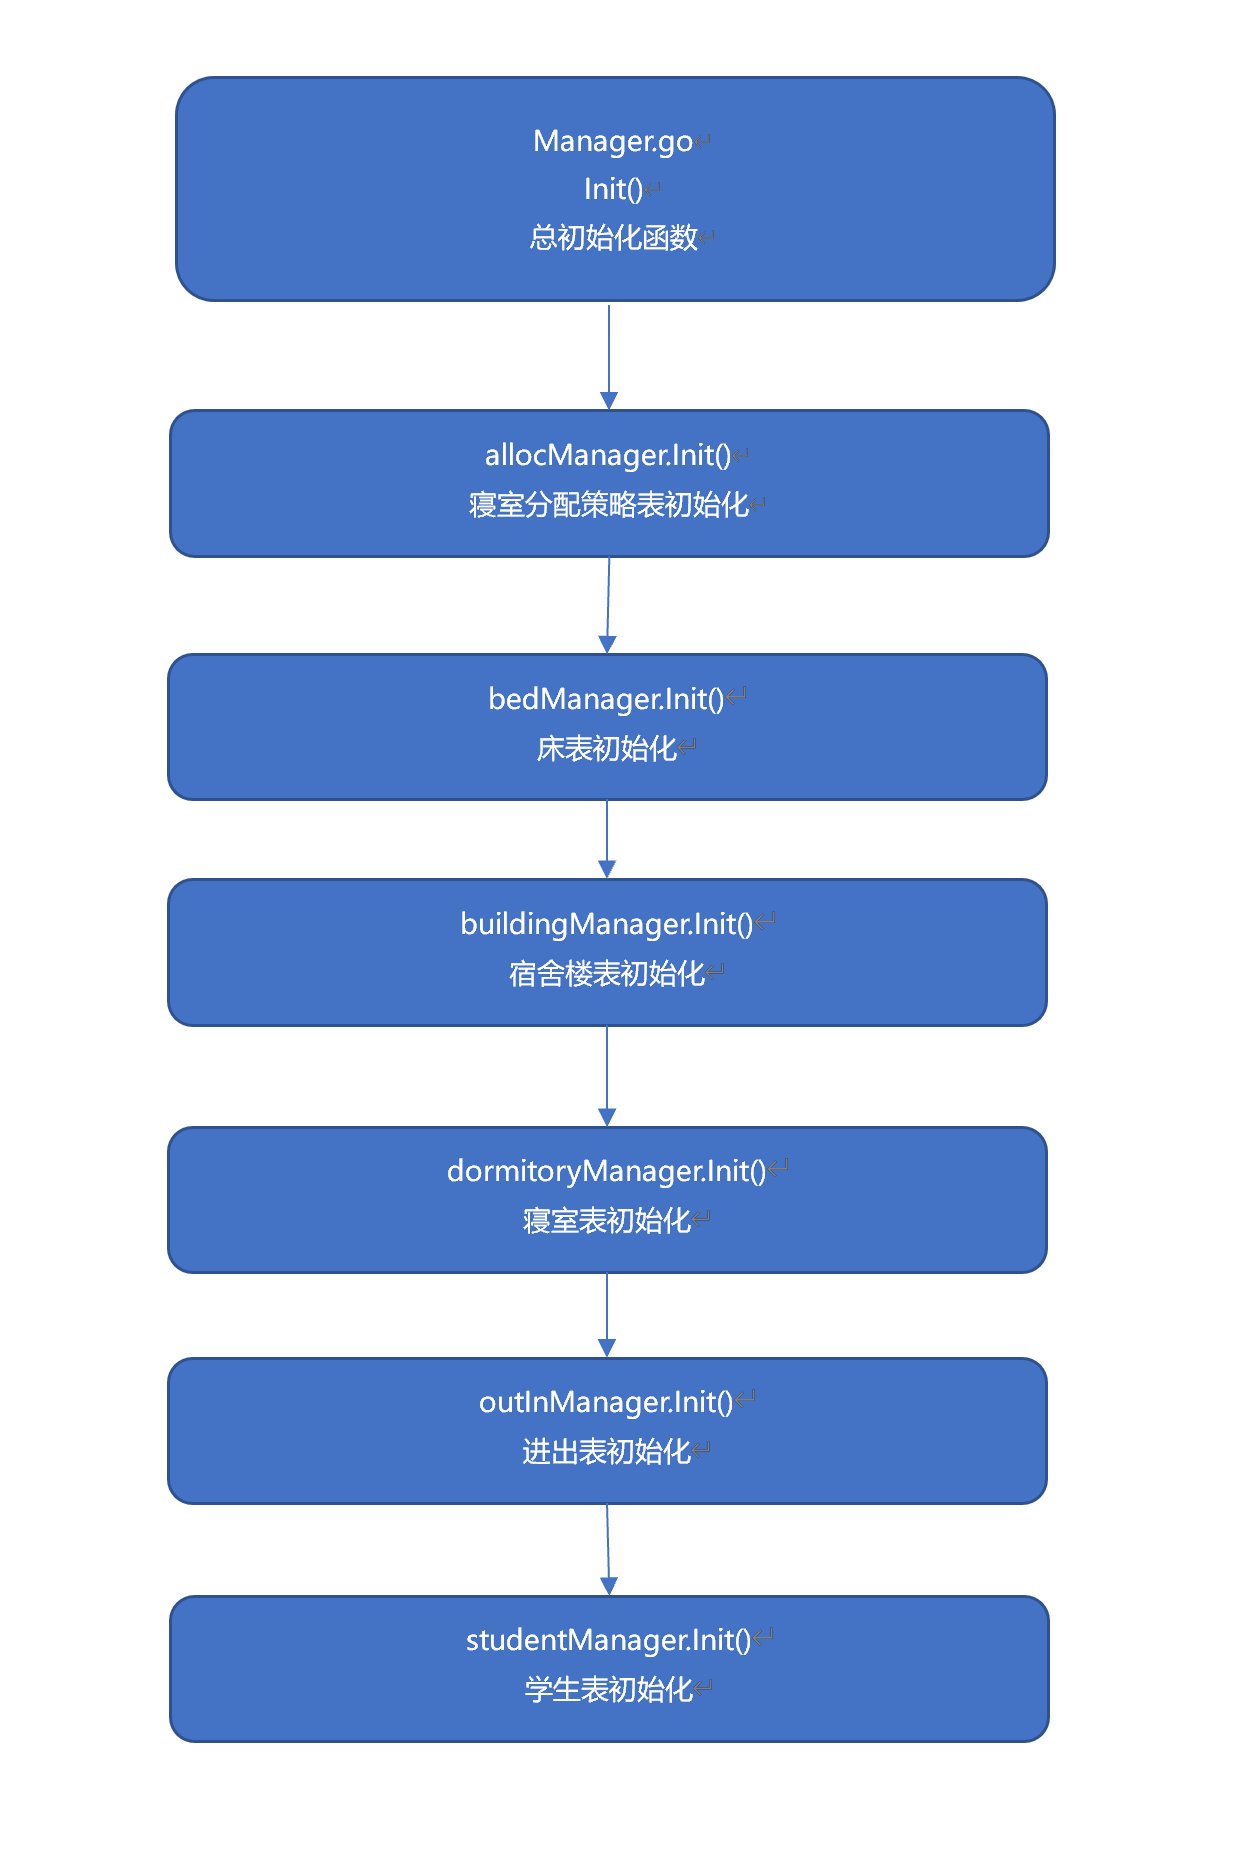 Manager.go
Init()
总初始化函数
allocManager.Init()
寝室分配策略表初始化
bedManager.Init()
床表初始化
buildingManager.Init()
宿舍楼表初始化
dormitoryManager.Init()
寝室表初始化
outInManager.Init()
进出表初始化
studentManager.Init()
学生表初始化